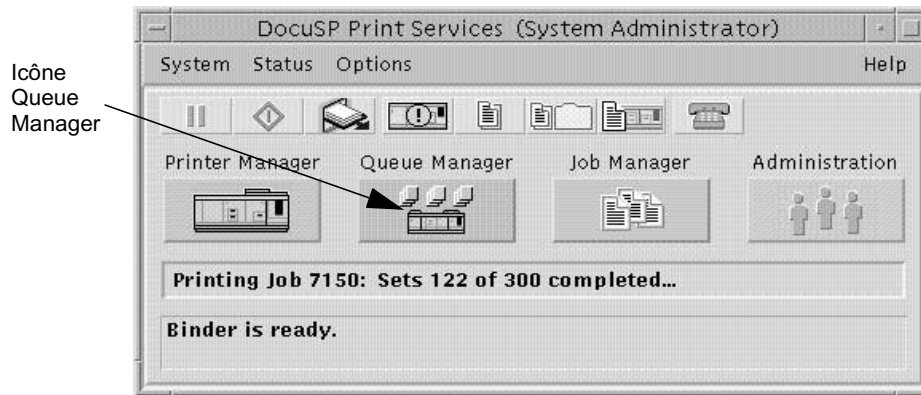 DocuSP Print Services (System Administrator)
System Status Options Help
Icône
Queue
Manager
Printer Manager Queue Manager Job Manager Administration
Printing Job 7150: Sets 122 of 300 completed...
Binder is ready.